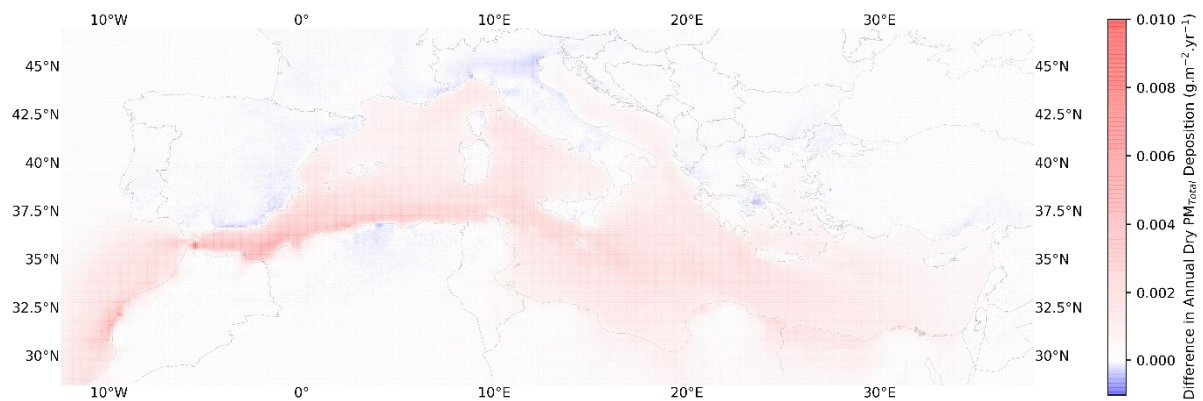 10°W 0° 10°E 20°E 30°E
45°N 45°N
42.5°N 42.5°N
40°N 40°N
37.5°N 37.5°N
35°N 35°N
32.5°N 32.5°N
30°N 30°N
10°W 0° 10°E 20°E 30°E
0.010
0.008
0.006
0.004
0.002
0.000
Difference in Annual Dry PM_Total Deposition (g.m⁻².yr⁻¹)